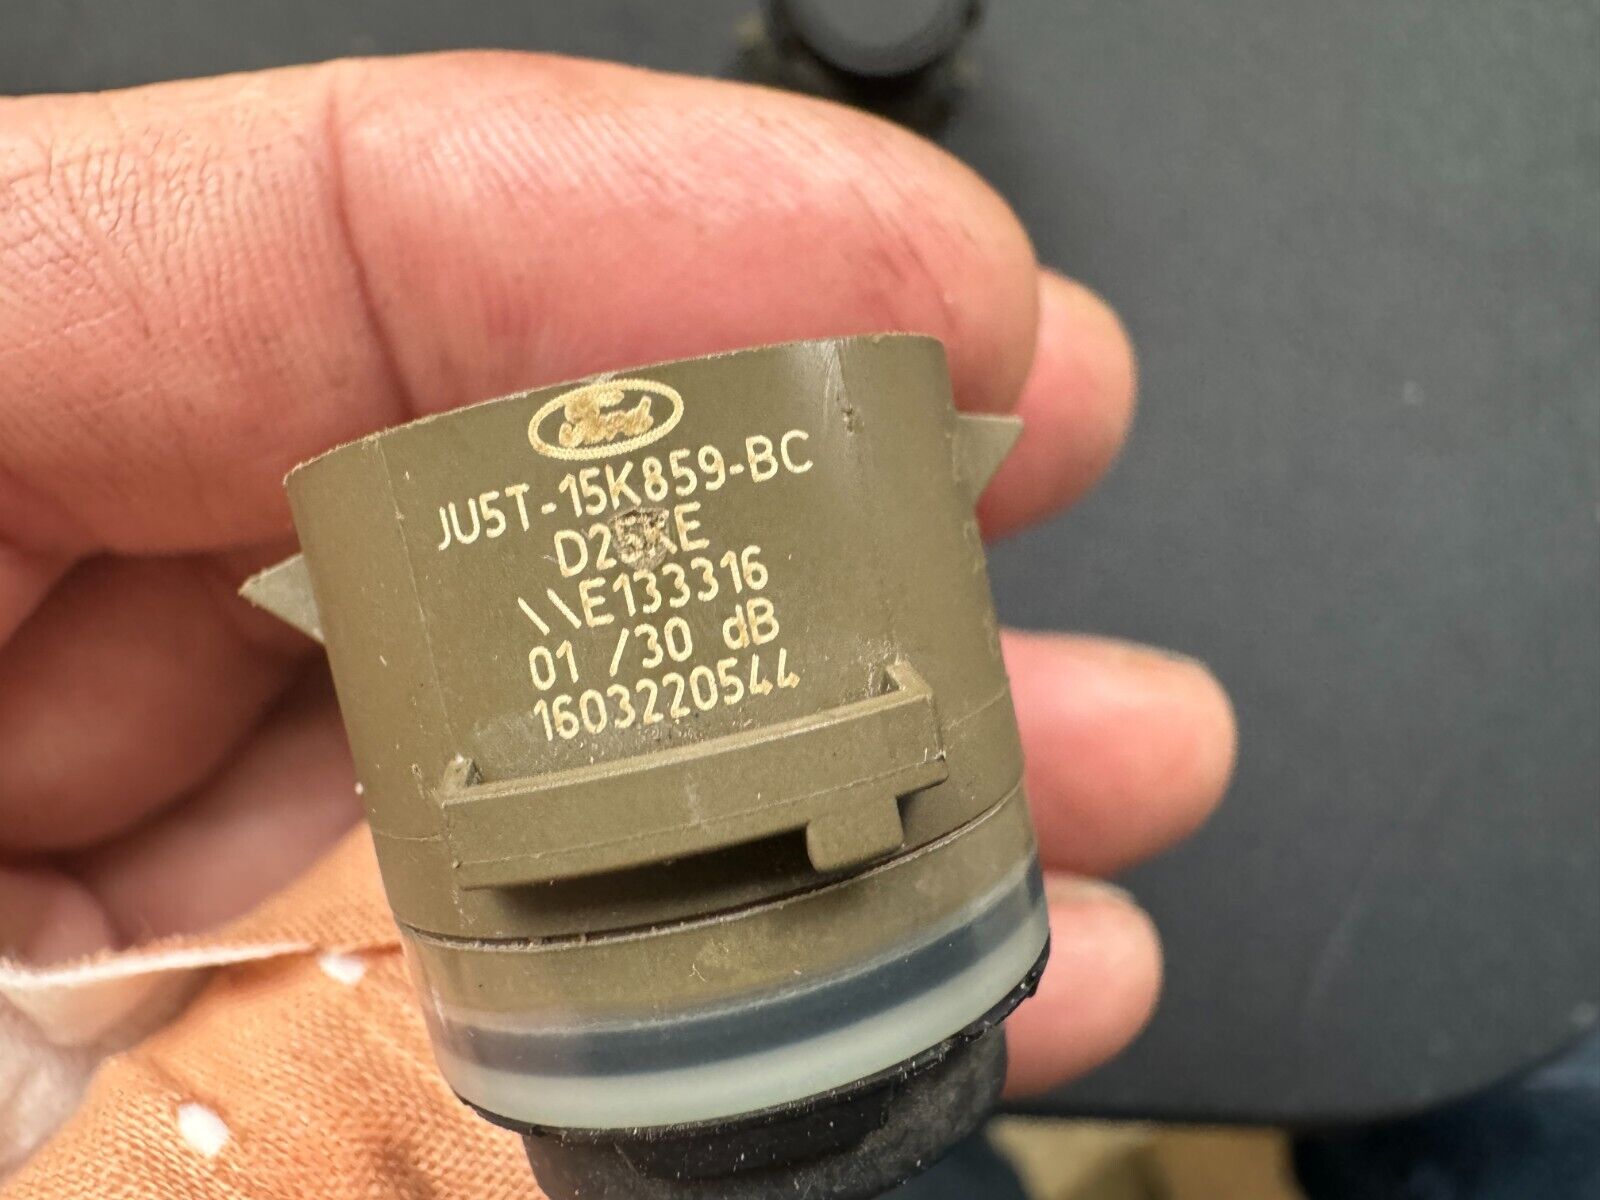 Ford
JU5T-15K859-BC
\\E133316
01 /30 dB
1603220544